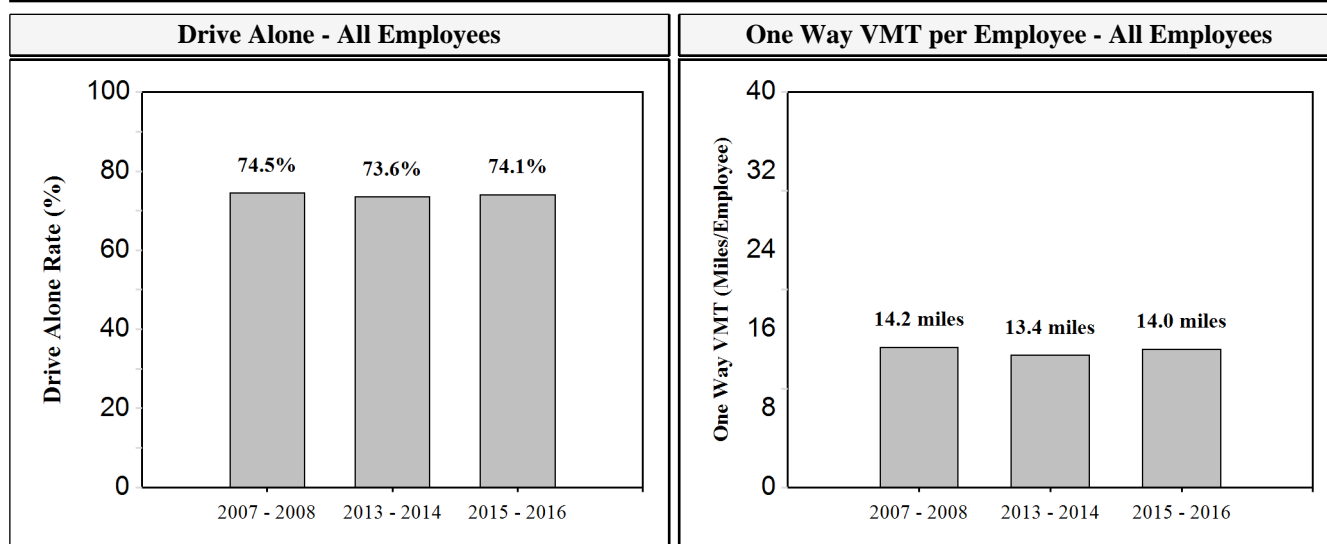 Drive Alone - All Employees
One Way VMT per Employee - All Employees
100
80
60
40
20
0
Drive Alone Rate (%)
74.5%
73.6%
74.1%
2007 - 2008
2013 - 2014
2015 - 2016
40
32
24
16
8
0
One Way VMT (Miles/Employee)
14.2 miles
13.4 miles
14.0 miles
2007 - 2008
2013 - 2014
2015 - 2016